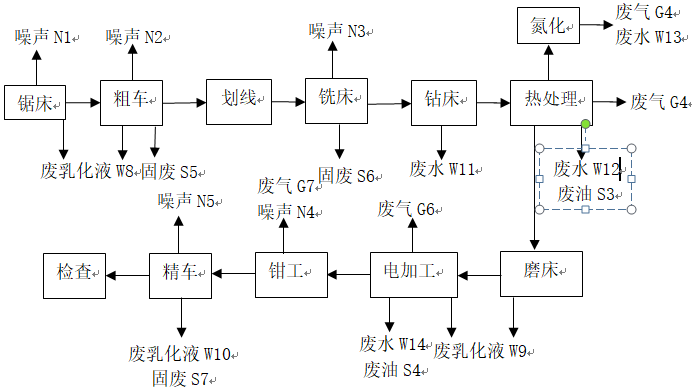 废气 G4
氮化
废水 W13
噪声 N1
噪声 N2
噪声 N3
锯床
粗车
划线
铣床
钻床
热处理
废气 G4
废乳化液 W8
固废 S5
固废 S6
废水 W11
废水 W12
废油 S3
废气 G7
噪声 N5
噪声 N4
废气 G6
检查
精车
钳工
电加工
磨床
废乳化液 W10
固废 S7
废水 W14
废油 S4
废乳化液 W9